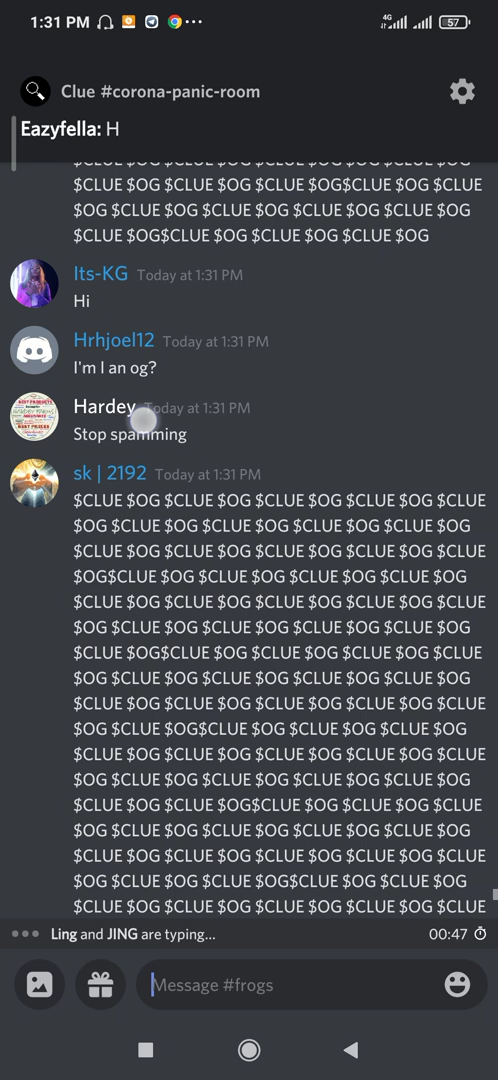 1:31 PM 4G 57
Clue #corona-panic-room
Eazyfella: H
$CLUE $OG $CLUE $OG $CLUE $OG $CLUE $OG
$CLUE $OG $CLUE $OG $CLUE $OG$CLUE $OG $CLUE
$OG $CLUE $OG $CLUE $OG $CLUE $OG $CLUE $OG
$CLUE $OG$CLUE $OG $CLUE $OG $CLUE $OG
Its-KG Today at 1:31 PM
Hi
Hrhjoel12 Today at 1:31 PM
I'm I an og?
Hardey Today at 1:31 PM
Stop spamming
sk | 2192 Today at 1:31 PM
$CLUE $OG $CLUE $OG $CLUE $OG $CLUE $OG $CLUE
$OG $CLUE $OG $CLUE $OG $CLUE $OG $CLUE $OG
$CLUE $OG $CLUE $OG $CLUE $OG $CLUE $OG $CLUE
$OG$CLUE $OG $CLUE $OG $CLUE $OG $CLUE $OG
$CLUE $OG $CLUE $OG $CLUE $OG $CLUE $OG $CLUE
$OG $CLUE $OG $CLUE $OG $CLUE $OG $CLUE $OG
$CLUE $OG$CLUE $OG $CLUE $OG $CLUE $OG $CLUE
$OG $CLUE $OG $CLUE $OG $CLUE $OG $CLUE $OG
$CLUE $OG $CLUE $OG $CLUE $OG $CLUE $OG $CLUE
$OG $CLUE $OG$CLUE $OG $CLUE $OG $CLUE $OG
$CLUE $OG $CLUE $OG $CLUE $OG $CLUE $OG $CLUE
$OG $CLUE $OG $CLUE $OG $CLUE $OG $CLUE $OG
$CLUE $OG $CLUE $OG$CLUE $OG $CLUE $OG $CLUE
$OG $CLUE $OG $CLUE $OG $CLUE $OG $CLUE $OG
$CLUE $OG $CLUE $OG $CLUE $OG $CLUE $OG $CLUE
$OG $CLUE $OG $CLUE $OG$CLUE $OG $CLUE $OG
$CLUE $OG $CLUE $OG $CLUE $OG $CLUE $OG $CLUE
Ling and JING are typing... 00:47
Message #frogs